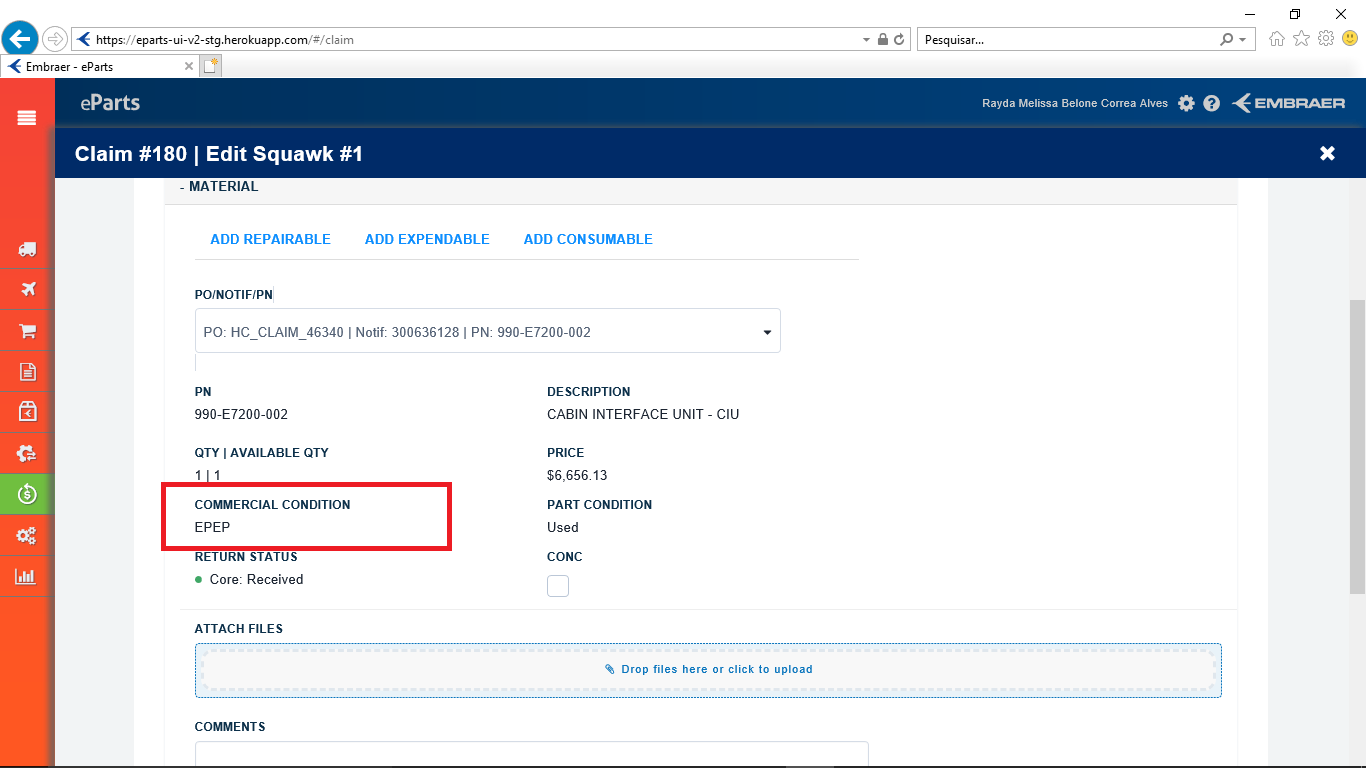 https://eparts-ui-v2-stg.herokuapp.com/#/claim
Pesquisar...
Embraer - eParts
eParts
Rayda Melissa Belone Correa Alves
EMBRAER
Claim #180 | Edit Squawk #1
- MATERIAL
ADD REPAIRABLE ADD EXPENDABLE ADD CONSUMABLE
PO/NOTIF/PN
PO: HC_CLAIM_46340 | Notif: 300636128 | PN: 990-E7200-002
PN DESCRIPTION
990-E7200-002 CABIN INTERFACE UNIT - CIU
QTY | AVAILABLE QTY PRICE
1 | 1 $6,656.13
COMMERCIAL CONDITION PART CONDITION
EPEP Used
RETURN STATUS CONC
Core: Received
ATTACH FILES
Drop files here or click to upload
COMMENTS